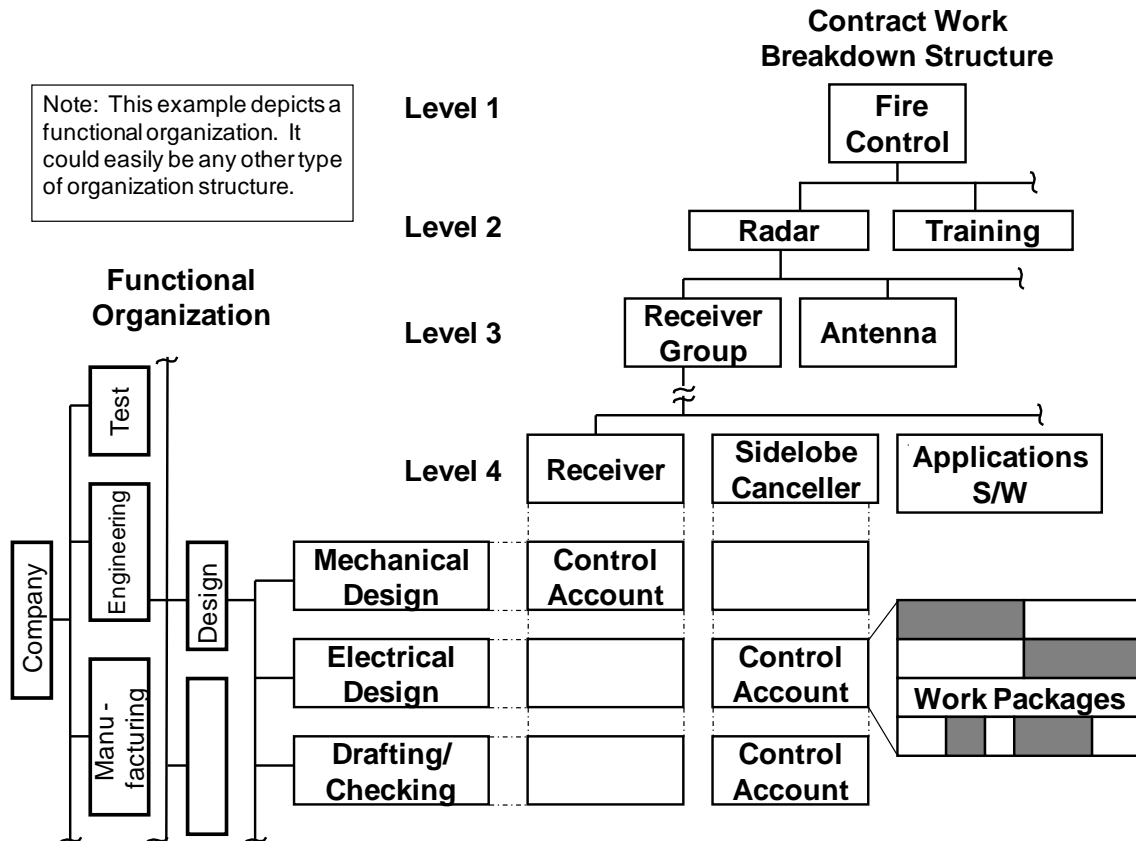 Contract Work
Breakdown Structure
Note: This example depicts a
functional organization. It
could easily be any other type
of organization structure.
Level 1
Fire
Control
Level 2
Radar
Training
Functional
Organization
Level 3
Receiver
Group
Antenna
Test
Level 4
Receiver
Sidelobe
Canceller
Applications
S/W
Engineering
Company
Design
Mechanical
Design
Control
Account
Electrical
Design
Control
Account
Work Packages
Manu-
facturing
Drafting/
Checking
Control
Account